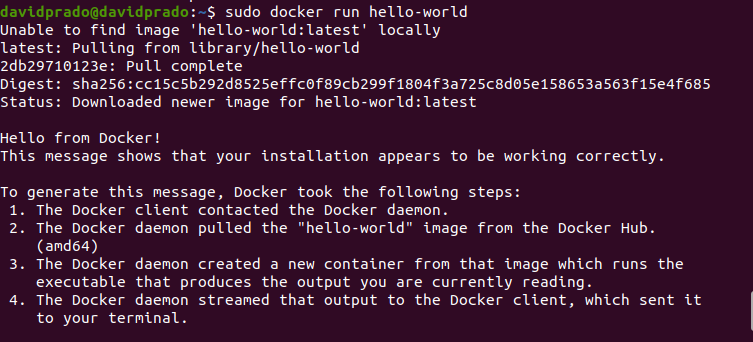 davidprado@davidprado:~$ sudo docker run hello-world
Unable to find image 'hello-world:latest' locally
latest: Pulling from library/hello-world
2db29710123e: Pull complete
Digest: sha256:cc15c5b292d8525effc0f89cb299f1804f3a725c8d05e158653a563f15e4f685
Status: Downloaded newer image for hello-world:latest

Hello from Docker!
This message shows that your installation appears to be working correctly.

To generate this message, Docker took the following steps:
 1. The Docker client contacted the Docker daemon.
 2. The Docker daemon pulled the "hello-world" image from the Docker Hub.
    (amd64)
 3. The Docker daemon created a new container from that image which runs the
    executable that produces the output you are currently reading.
 4. The Docker daemon streamed that output to the Docker client, which sent it
    to your terminal.